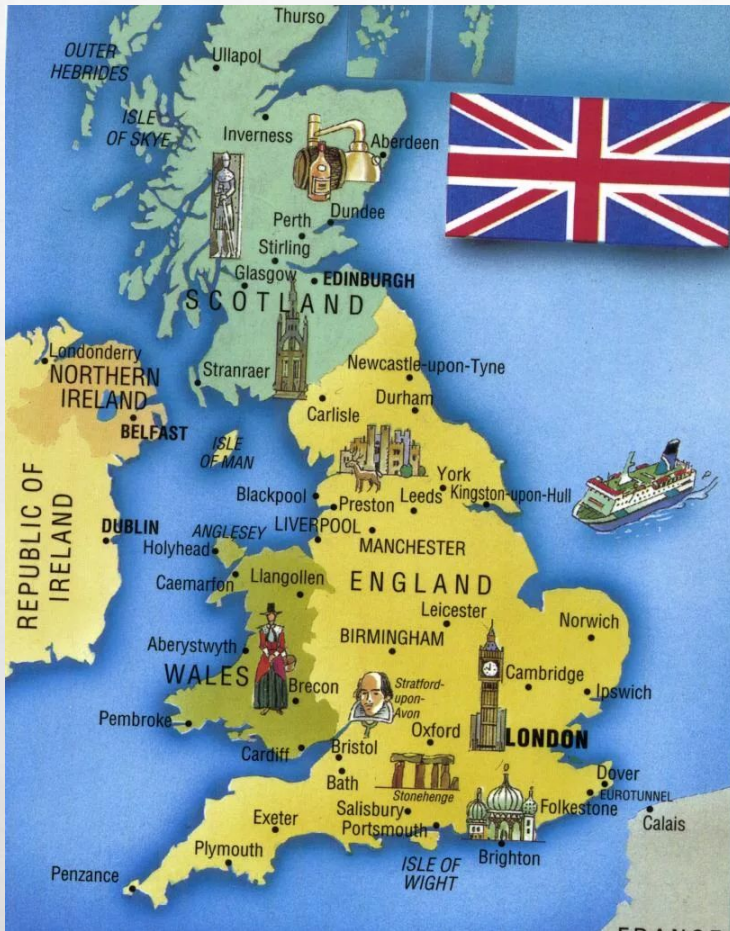 Thurso
OUTER
HEBRIDES
Ullapol
ISLE
OF SKYE
Inverness
Aberdeen
Dundee
Perth
Stirling
Glasgow
EDINBURGH
SCOTLAND
Londonderry
NORTHERN
IRELAND
BELFAST
Stranraer
Newcastle-upon-Tyne
Durham
Carlisle
ISLE
OF MAN
York
Blackpool
Preston
Leeds
Kingston-upon-Hull
REPUBLIC OF
IRELAND
DUBLIN
ANGLESEY
LIVERPOOL
MANCHESTER
Holyhead
Caemarfon
Llangollen
ENGLAND
Leicester
Norwich
Aberystwyth
BIRMINGHAM
WALES
Cambridge
Brecon
Stratford-
upon-
Avon
Ipswich
Pembroke
Oxford
LONDON
Cardiff
Bristol
Bath
Stonehenge
Dover
EUROTUNNEL
Folkestone
Calais
Exeter
Salisbury
Portsmouth
Plymouth
Brighton
ISLE OF
WIGHT
Penzance
FRANCE